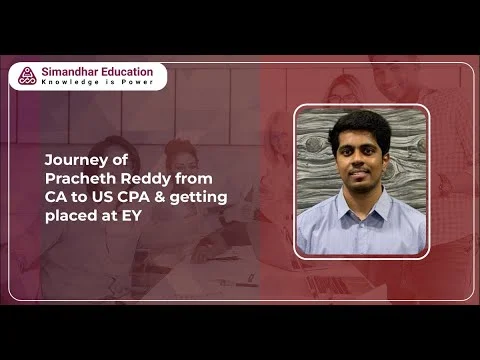 Simandhar Education
Knowledge is Power
Journey of
Pracheth Reddy from
CA to US CPA & getting
placed at EY